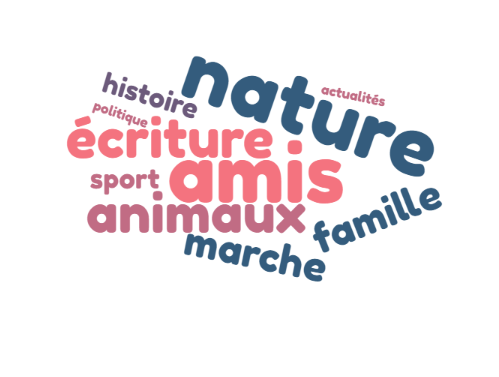 nature
actualités
histoire
politique
écriture
amis
sport
animaux
famille
marche